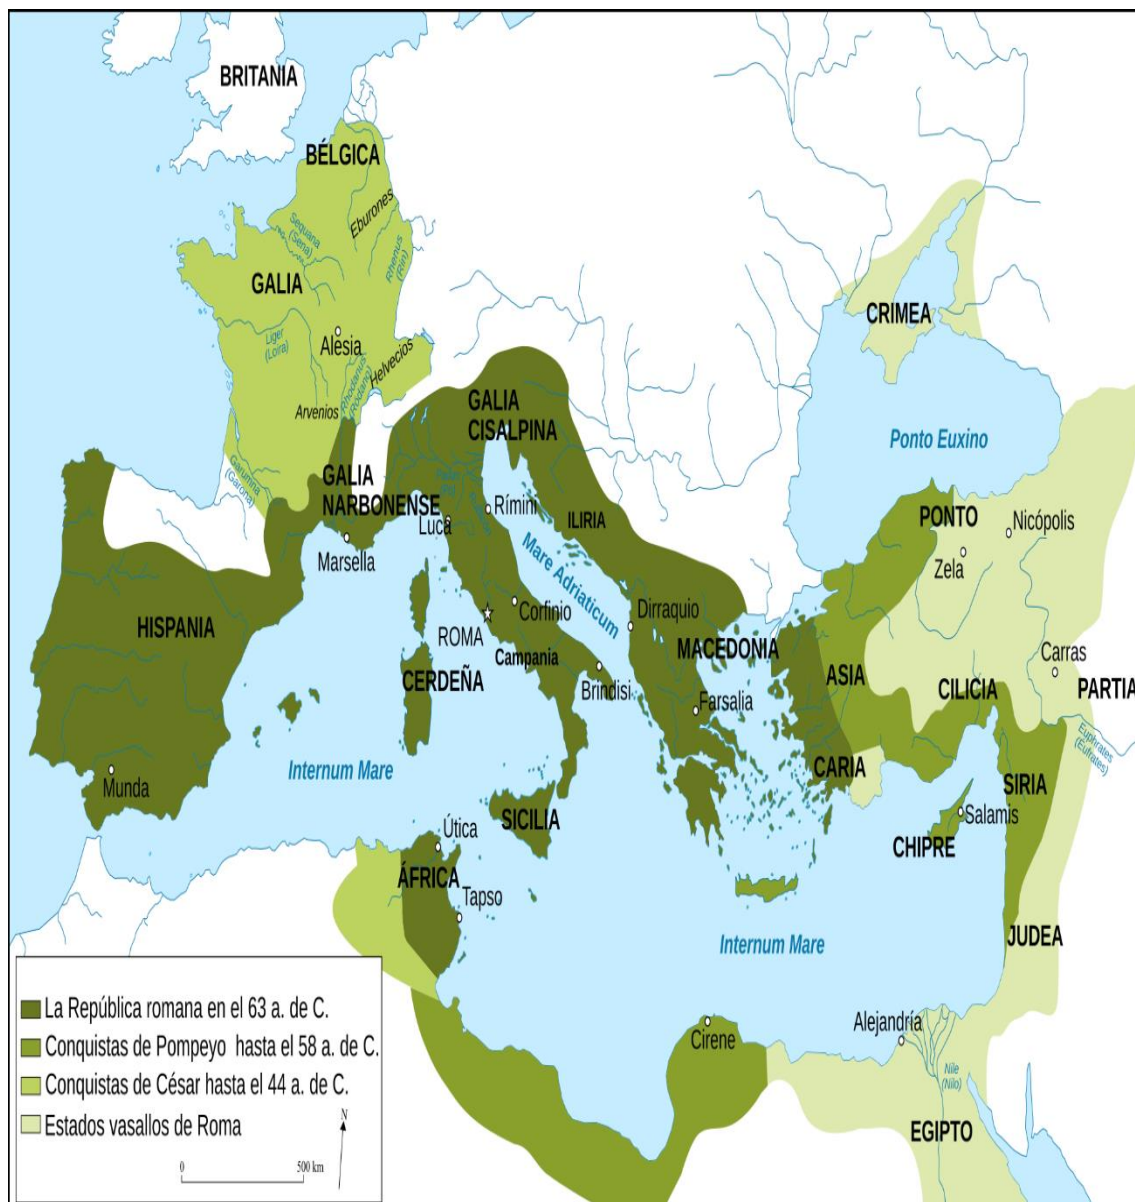 BRITANIA
BÉLGICA
Eburones
Sequana
(Sena)
Rhenus
(Rin)
GALIA
Liger
(Loira)
Alesia
Rhodanus
(Ródano)
Helvecios
Arvenios
Garumna
(Garona)
CRIMEA
Ponto Euxino
GALIA
CISALPINA
GALIA
NARBONENSE
Luca
Rímini
ILIRIA
Marsella
Mare Adriaticum
PONTO
Nicópolis
Zela
HISPANIA
ROMA
Corfinio
Campania
Dirraquio
MACEDONIA
CERDEÑA
Brindisi
Farsalia
ASIA
CILICIA
Carras
PARTIA
Euphrates
(Eufrates)
Munda
Internum Mare
CARIA
SIRIA
SICILIA
Salamis
CHIPRE
Útica
ÁFRICA
Tapso
Internum Mare
JUDEA
Alejandría
Cirene
Nile
(Nilo)
EGIPTO
La República romana en el 63 a. de C.
Conquistas de Pompeyo hasta el 58 a. de C.
Conquistas de César hasta el 44 a. de C.
Estados vasallos de Roma
N
0 500 km